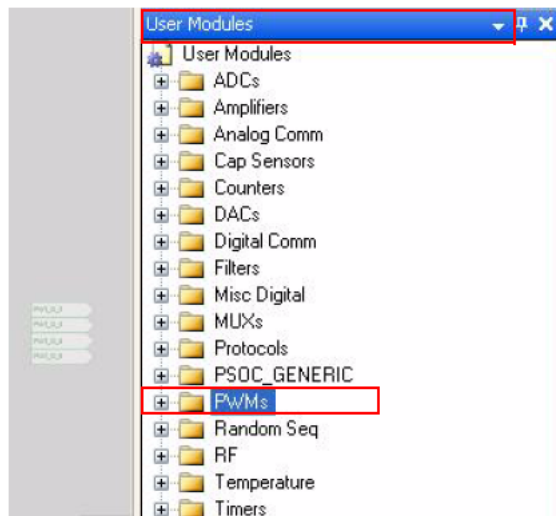 User Modules
User Modules
ADCs
Amplifiers
Analog Comm
Cap Sensors
Counters
DACs
Digital Comm
Filters
Misc Digital
MUXs
Protocols
PSOC_GENERIC
PWMs
Random Seq
RF
Temperature
Timers